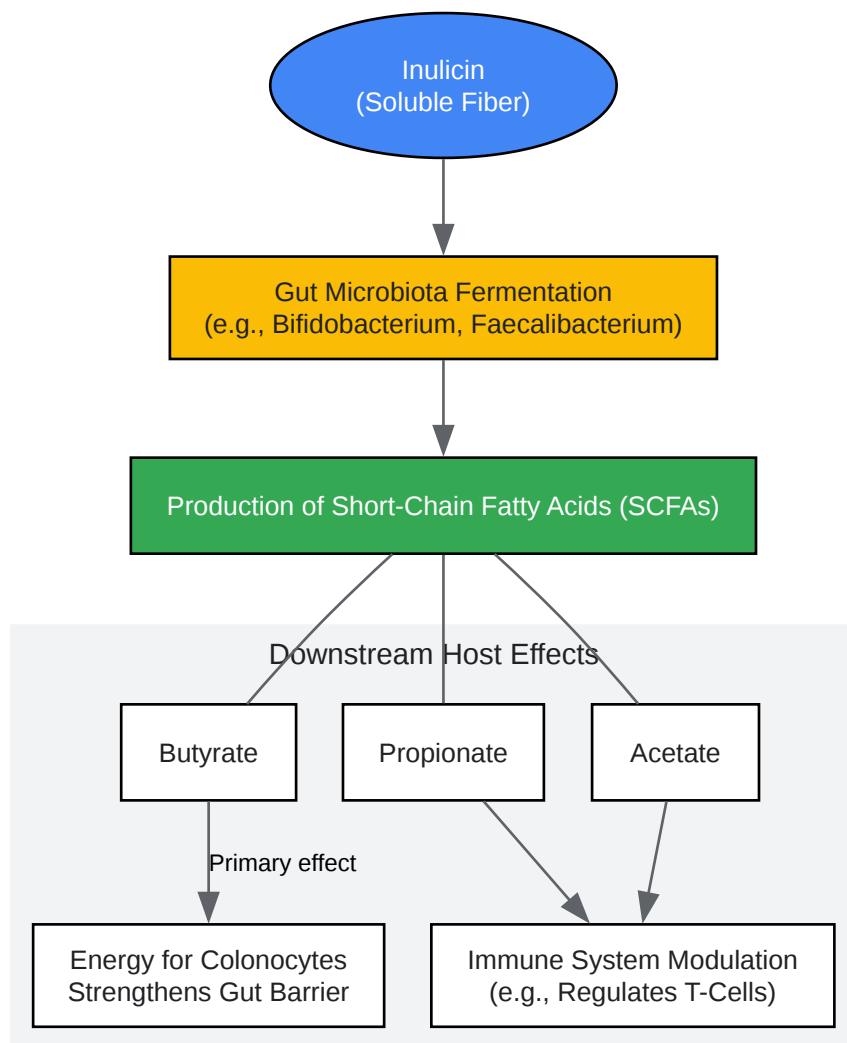 Inulicin
(Soluble Fiber)
Gut Microbiota Fermentation
(e.g., Bifidobacterium, Faecalibacterium)
Production of Short-Chain Fatty Acids (SCFAs)
Downstream Host Effects
Butyrate
Propionate
Acetate
Primary effect
Energy for Colonocytes
Strengthens Gut Barrier
Immune System Modulation
(e.g., Regulates T-Cells)